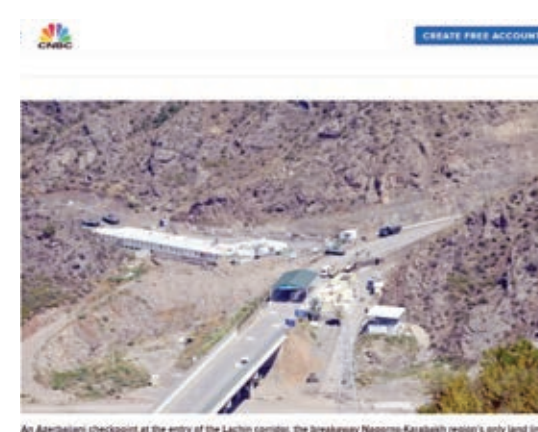 CNBC
CREATE FREE ACCOUNT
An Azerbaijani checkpoint at the entry of the Lachin corridor, the breakaway Nagorno-Karabakh region's only land